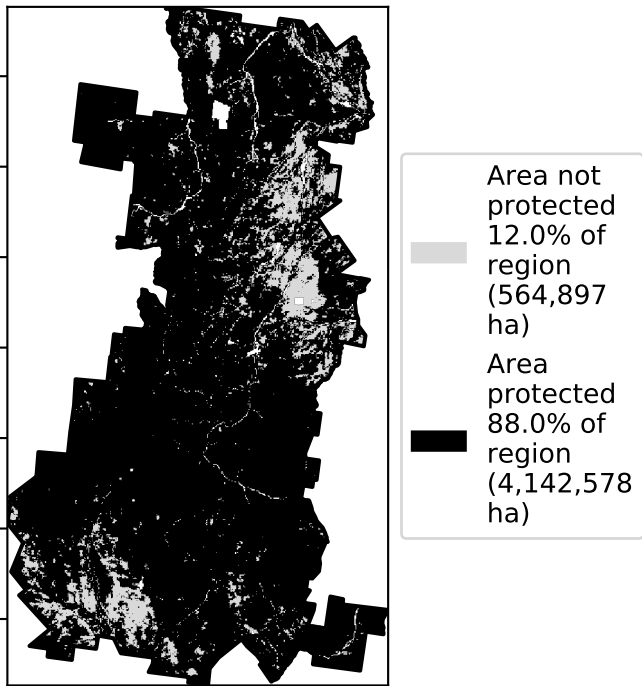 Area not
protected
12.0% of
region
(564,897
ha)
Area
protected
88.0% of
region
(4,142,578
ha)